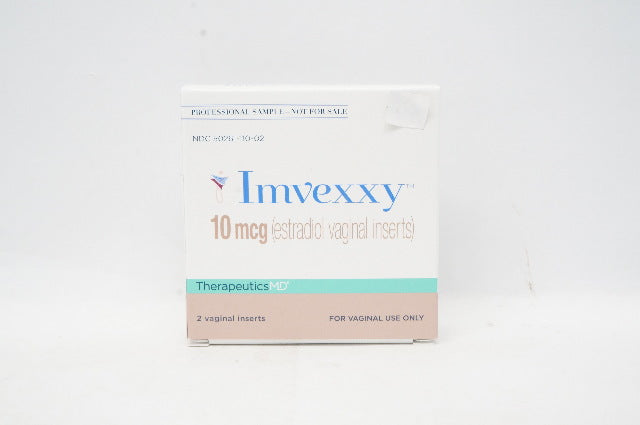 PROFESSIONAL SAMPLE - NOT FOR SALE
NDC
Imvexxy™
10 mcg (estradiol vaginal inserts)
TherapeuticsMD®
2 vaginal inserts
FOR VAGINAL USE ONLY